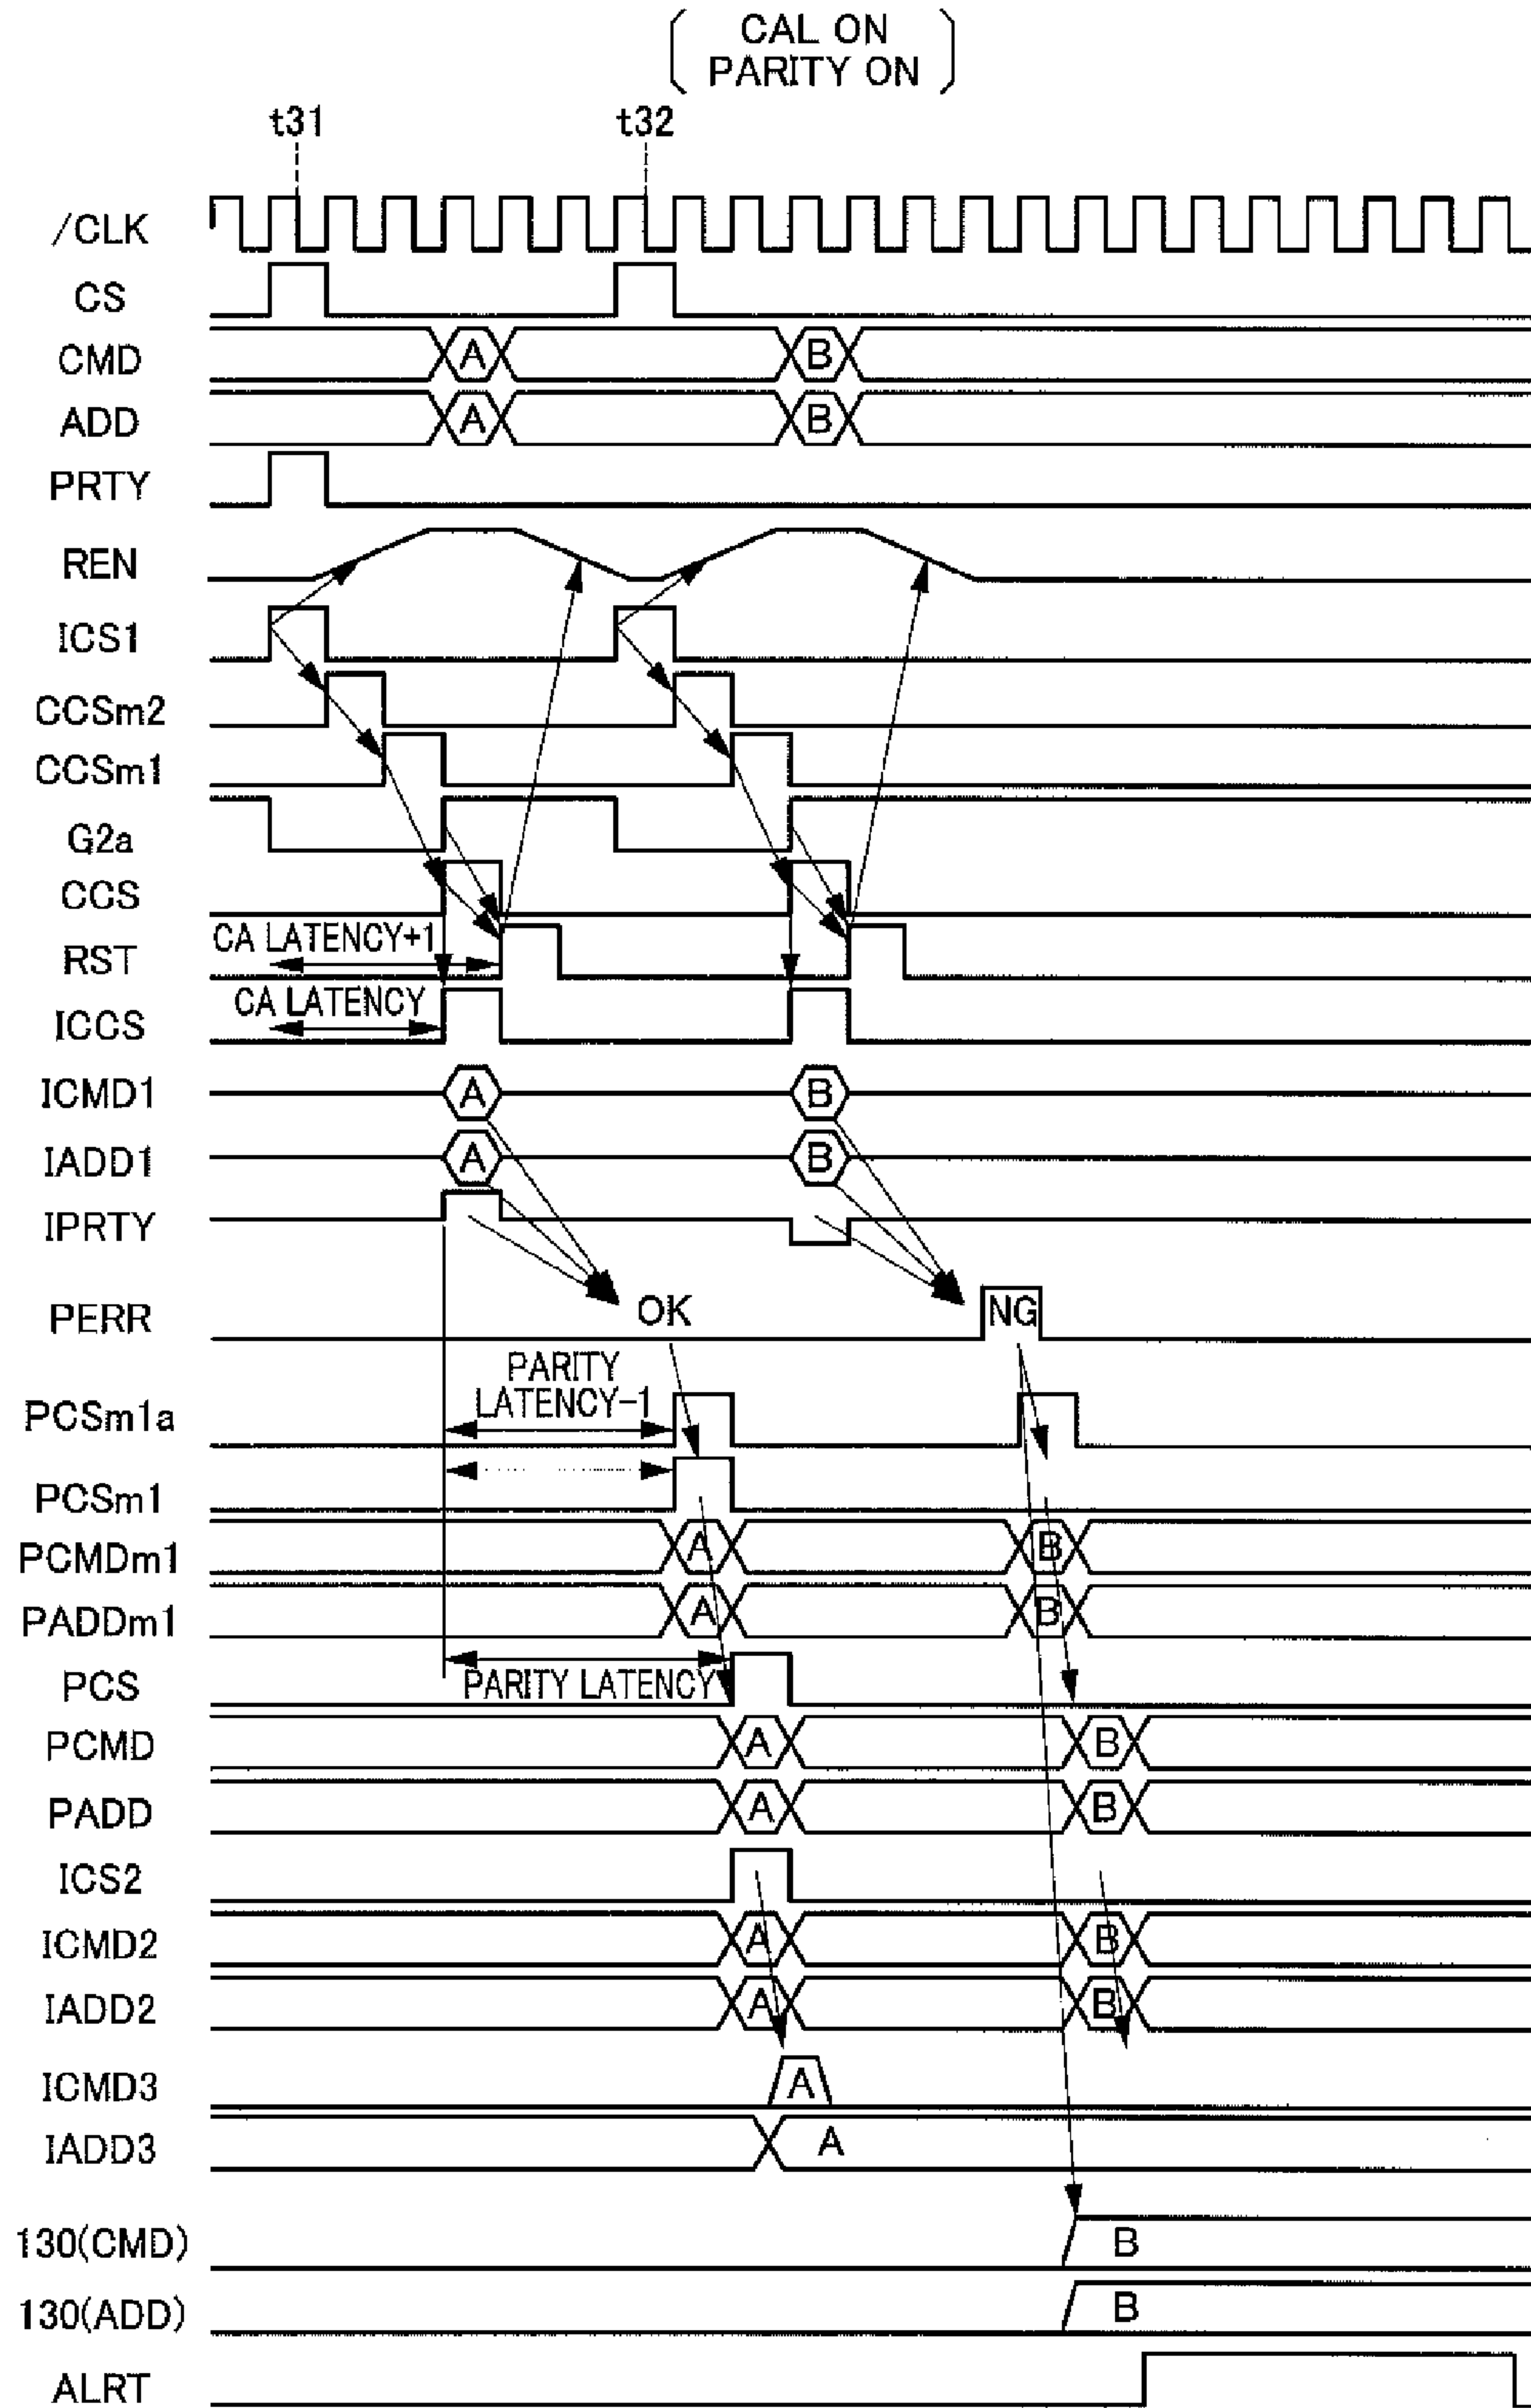 CAL ON
PARITY ON
t31 t32
/CLK
CS
CMD A B
ADD A B
PRTY
REN
ICS1
CCSm2
CCSm1
G2a
CCS
RST CA LATENCY+1
ICCS CA LATENCY
ICMD1 A B
IADD1 A B
IPRTY
PERR OK NG
PARITY
LATENCY-1
PCSm1a
PCSm1
PCMDm1 A B
PADDm1 A B
PCS PARITY LATENCY
PCMD A B
PADD A B
ICS2
ICMD2 A B
IADD2 A B
ICMD3 A
IADD3 A
130(CMD) B
130(ADD) B
ALRT